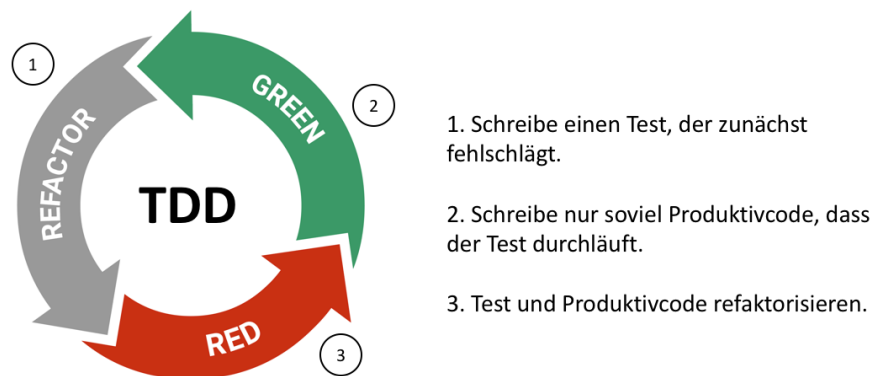 1
GREEN
2
REFACTOR
TDD
RED
3
1. Schreibe einen Test, der zunächst
fehlschlägt.
2. Schreibe nur soviel Produktivcode, dass
der Test durchläuft.
3. Test und Produktivcode refaktorisieren.